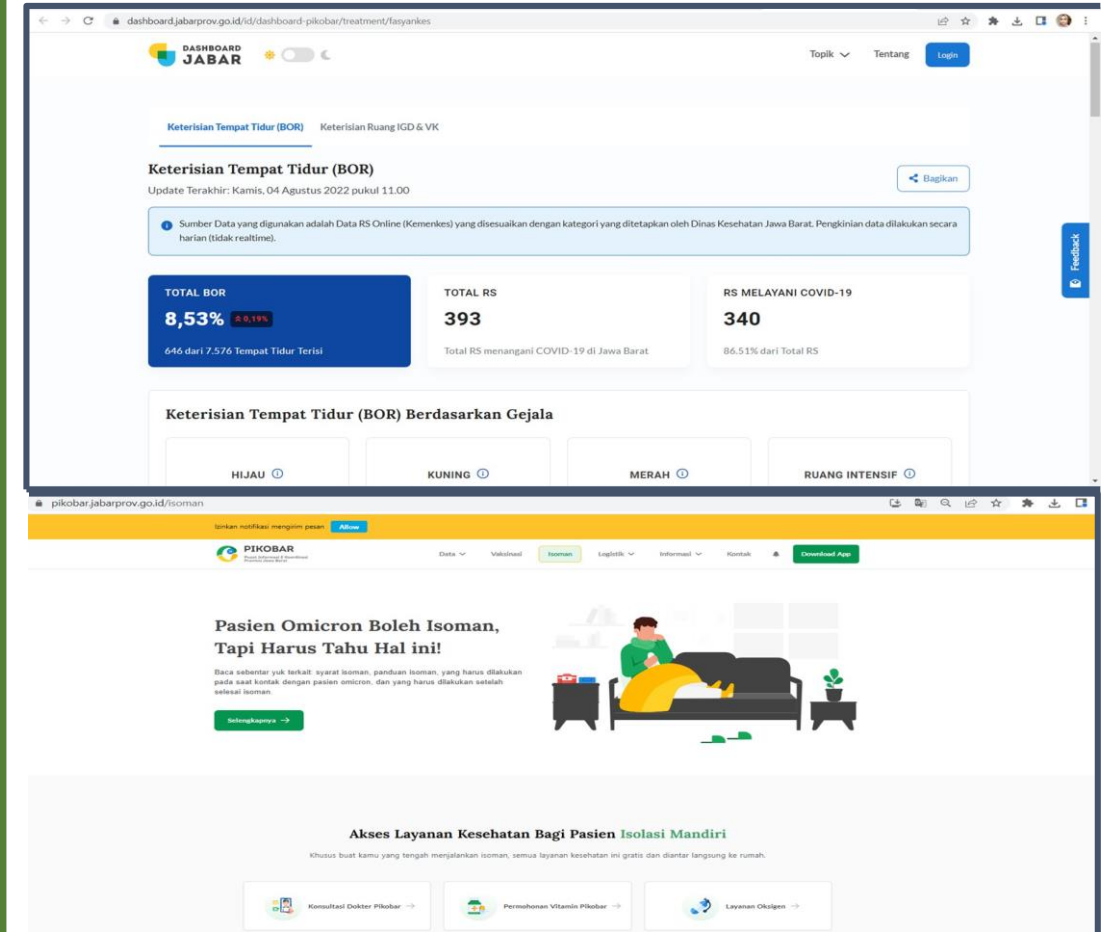 dashboard.jabarprov.go.id/id/dashboard-pikobar/treatment/fasyankes
DASHBOARD
JABAR
Topik
Tentang
Login
Keterisian Tempat Tidur (BOR)
Keterisian Ruang IGD & VK
Keterisian Tempat Tidur (BOR)
Update Terakhir: Kamis, 04 Agustus 2022 pukul 11.00
Bagikan
Sumber Data yang digunakan adalah Data RS Online (Kemenkes) yang disesuaikan dengan kategori yang ditetapkan oleh Dinas Kesehatan Jawa Barat. Pengkinian data dilakukan secara
harian (tidak realtime).
Feedback
TOTAL BOR
8,53% 0,19%
646 dari 7.576 Tempat Tidur Terisi
TOTAL RS
393
Total RS menangani COVID-19 di Jawa Barat
RS MELAYANI COVID-19
340
86.51% dari Total RS
Keterisian Tempat Tidur (BOR) Berdasarkan Gejala
HIJAU
KUNING
MERAH
RUANG INTENSIF
pikobar.jabarprov.go.id/isoman
Izinkan notifikasi mengirim pesan
Allow
PIKOBAR
Pusat Informasi & Koordinasi
Data
Vaksinasi
Isoman
Logistik
Informasi
Kontak
Download App
Pasien Omicron Boleh Isoman,
Tapi Harus Tahu Hal ini!
Baca sebentar yuk terkait syarat isoman, panduan isoman, yang harus dilakukan
pada saat kontak dengan pasien omicron, dan yang harus dilakukan setelah
selesai isoman
Selengkapnya →
Akses Layanan Kesehatan Bagi Pasien Isolasi Mandiri
Khusus buat kamu yang tengah menjalankan isoman, semua layanan kesehatan ini gratis dan diantar langsung ke rumah.
Konsultasi Dokter Pikobar →
Permohonan Vitamin Pikobar →
Layanan Oksigen →